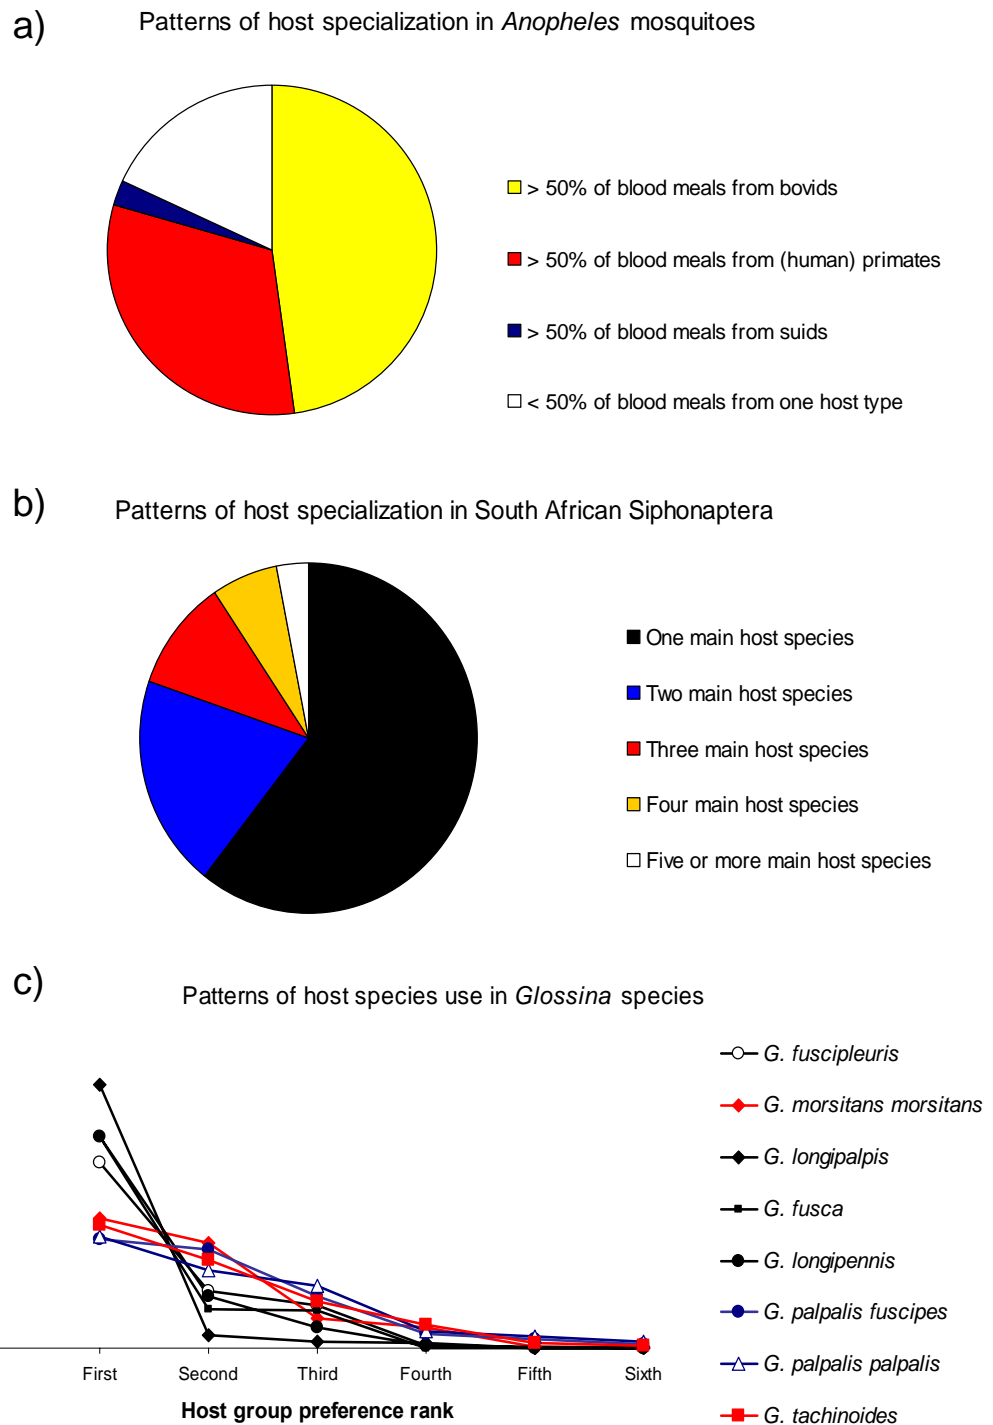 a)
Patterns of host specialization in Anopheles mosquitoes
> 50% of blood meals from bovids
> 50% of blood meals from (human) primates
> 50% of blood meals from suids
< 50% of blood meals from one host type
b)
Patterns of host specialization in South African Siphonaptera
One main host species
Two main host species
Three main host species
Four main host species
Five or more main host species
c)
Patterns of host species use in Glossina species
G. fuscipleuris
G. morsitans morsitans
G. longipalpis
G. fusca
G. longipennis
G. palpalis fuscipes
G. palpalis palpalis
G. tachinoides
First Second Third Fourth Fifth Sixth
Host group preference rank